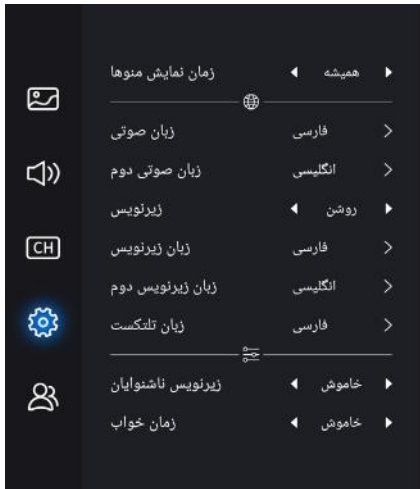 زمان نمایش منوها همیشه
زبان صوتی فارسی
زبان صوتی دوم انگلیسی
زیرنویس روشن
زبان زیرنویس فارسی
CH
زبان زیرنویس دوم انگلیسی
زبان تلتکست فارسی
زیرنویس ناشنوایان خاموش
زمان خواب خاموش